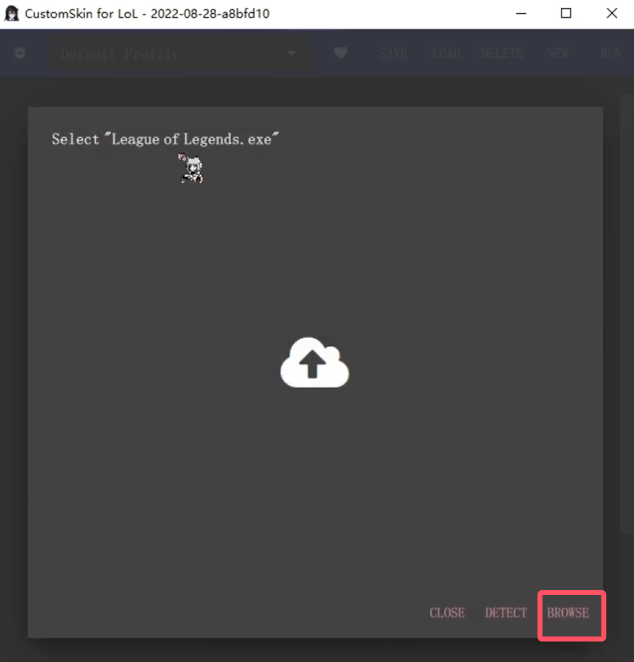 CustomSkin for LoL - 2022-08-28-a8bfd10
Default Profile
SAVE LOAD DELETE NEW RUN
Select "League of Legends.exe"
CLOSE DETECT BROWSE